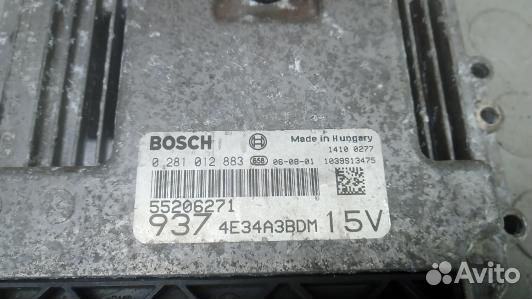 BOSCH Made in Hungary
1410 0277
0 281 012 883 658 06-08-01 1039S13475
55206271
937 4E34A3BDM 15V
Avito